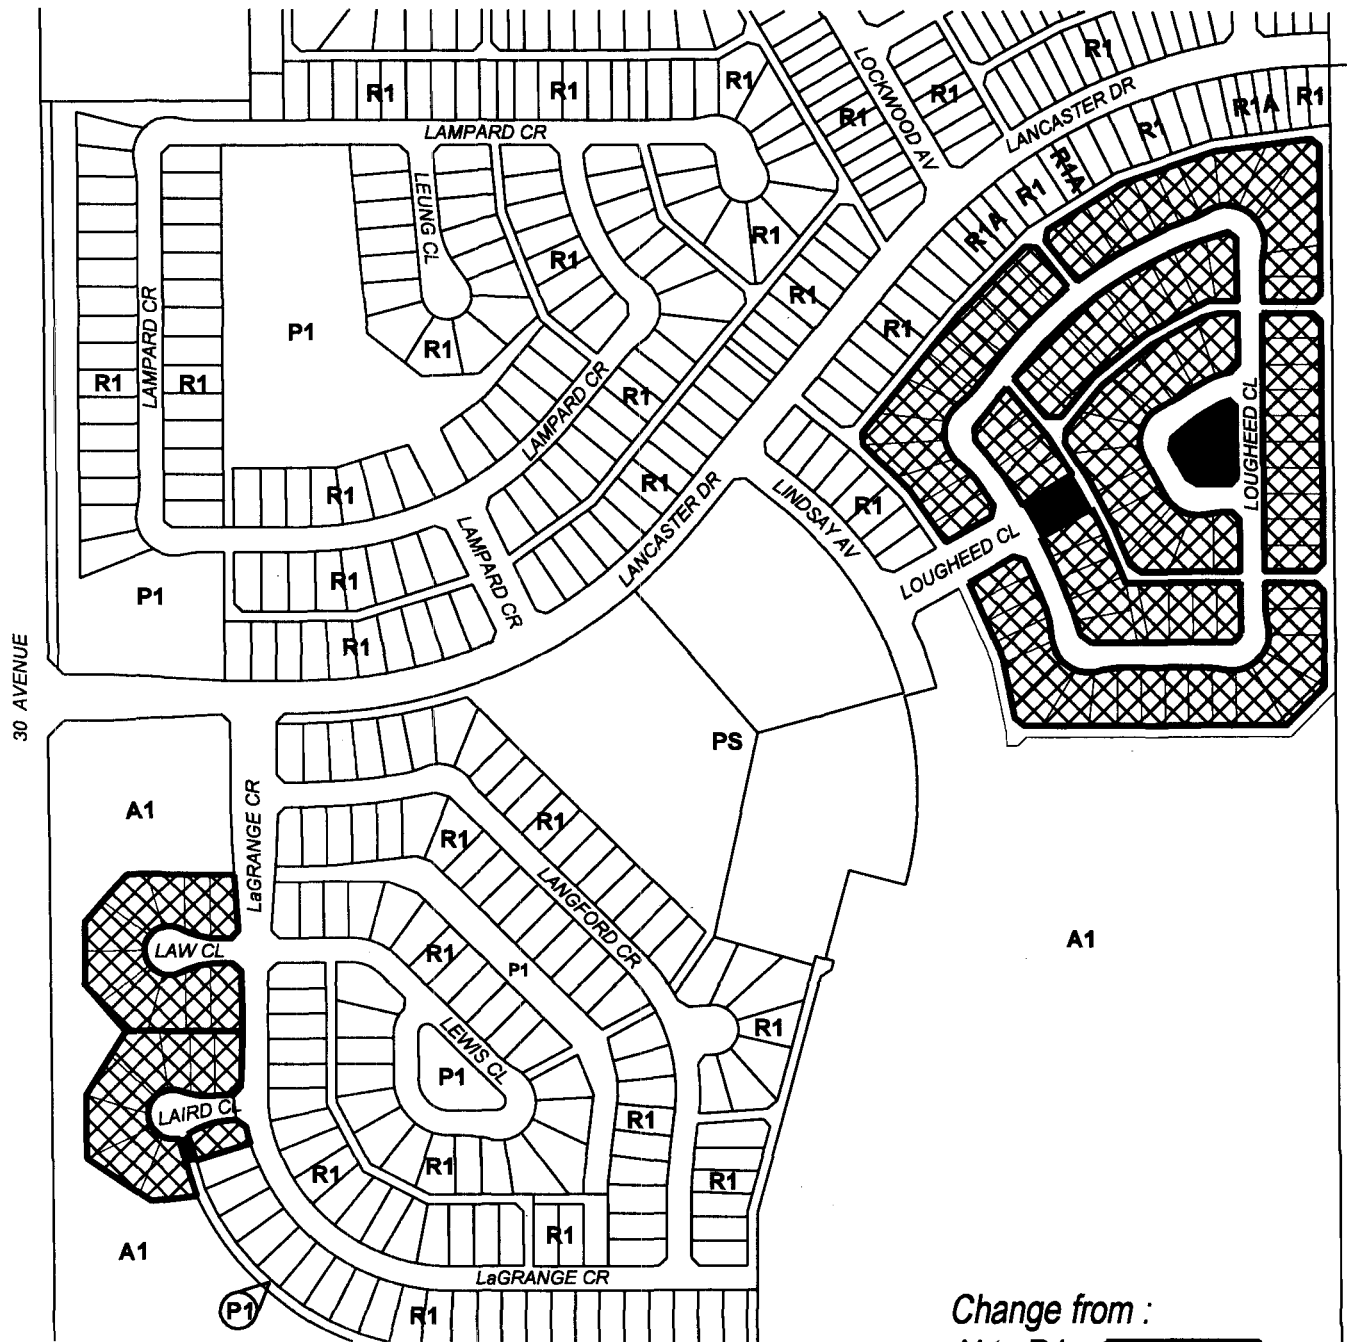 R1
LOCKWOOD AV
R1
R1
R1
R1
R1
LAMPARD CR
LANCASTER DR
R1
R1A
R1
R1A
R1
R1A
LEUNG CL
R1
R1
R1
P1
LAMPARD CR
R1
R1
R1
R1
LAMPARD CR
R1
LOUGHEED CL
R1
R1
LANCASTER DR
LINDSAY AV
R1
LAMPARD CR
LOUGHEED CL
R1
P1
R1
30 AVENUE
PS
A1
LaGRANGE CR
R1
R1
LANGFORD CR
LAW CL
R1
P1
A1
R1
LEWIS CL
P1
LAIRD CL
R1
R1
R1
R1
A1
R1
LaGRANGE CR
P1
R1
Change from :